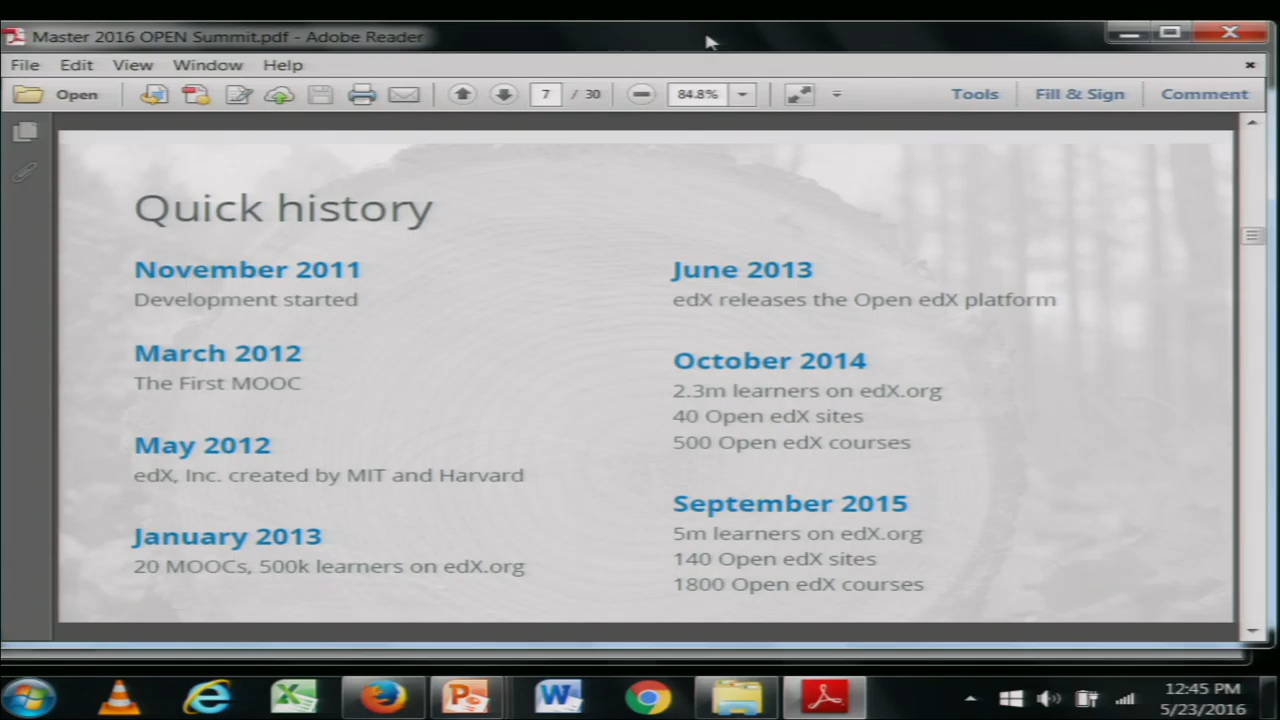 Master 2016 OPEN Summit.pdf - Adobe Reader
File Edit View Window Help
Open 7 / 30 84.8% Tools Fill & Sign Comment
Quick history
November 2011
Development started
March 2012
The First MOOC
May 2012
edX, Inc. created by MIT and Harvard
January 2013
20 MOOCs, 500k learners on edX.org
June 2013
edX releases the Open edX platform
October 2014
2.3m learners on edX.org
40 Open edX sites
500 Open edX courses
September 2015
5m learners on edX.org
140 Open edX sites
1800 Open edX courses
12:45 PM
5/23/2016